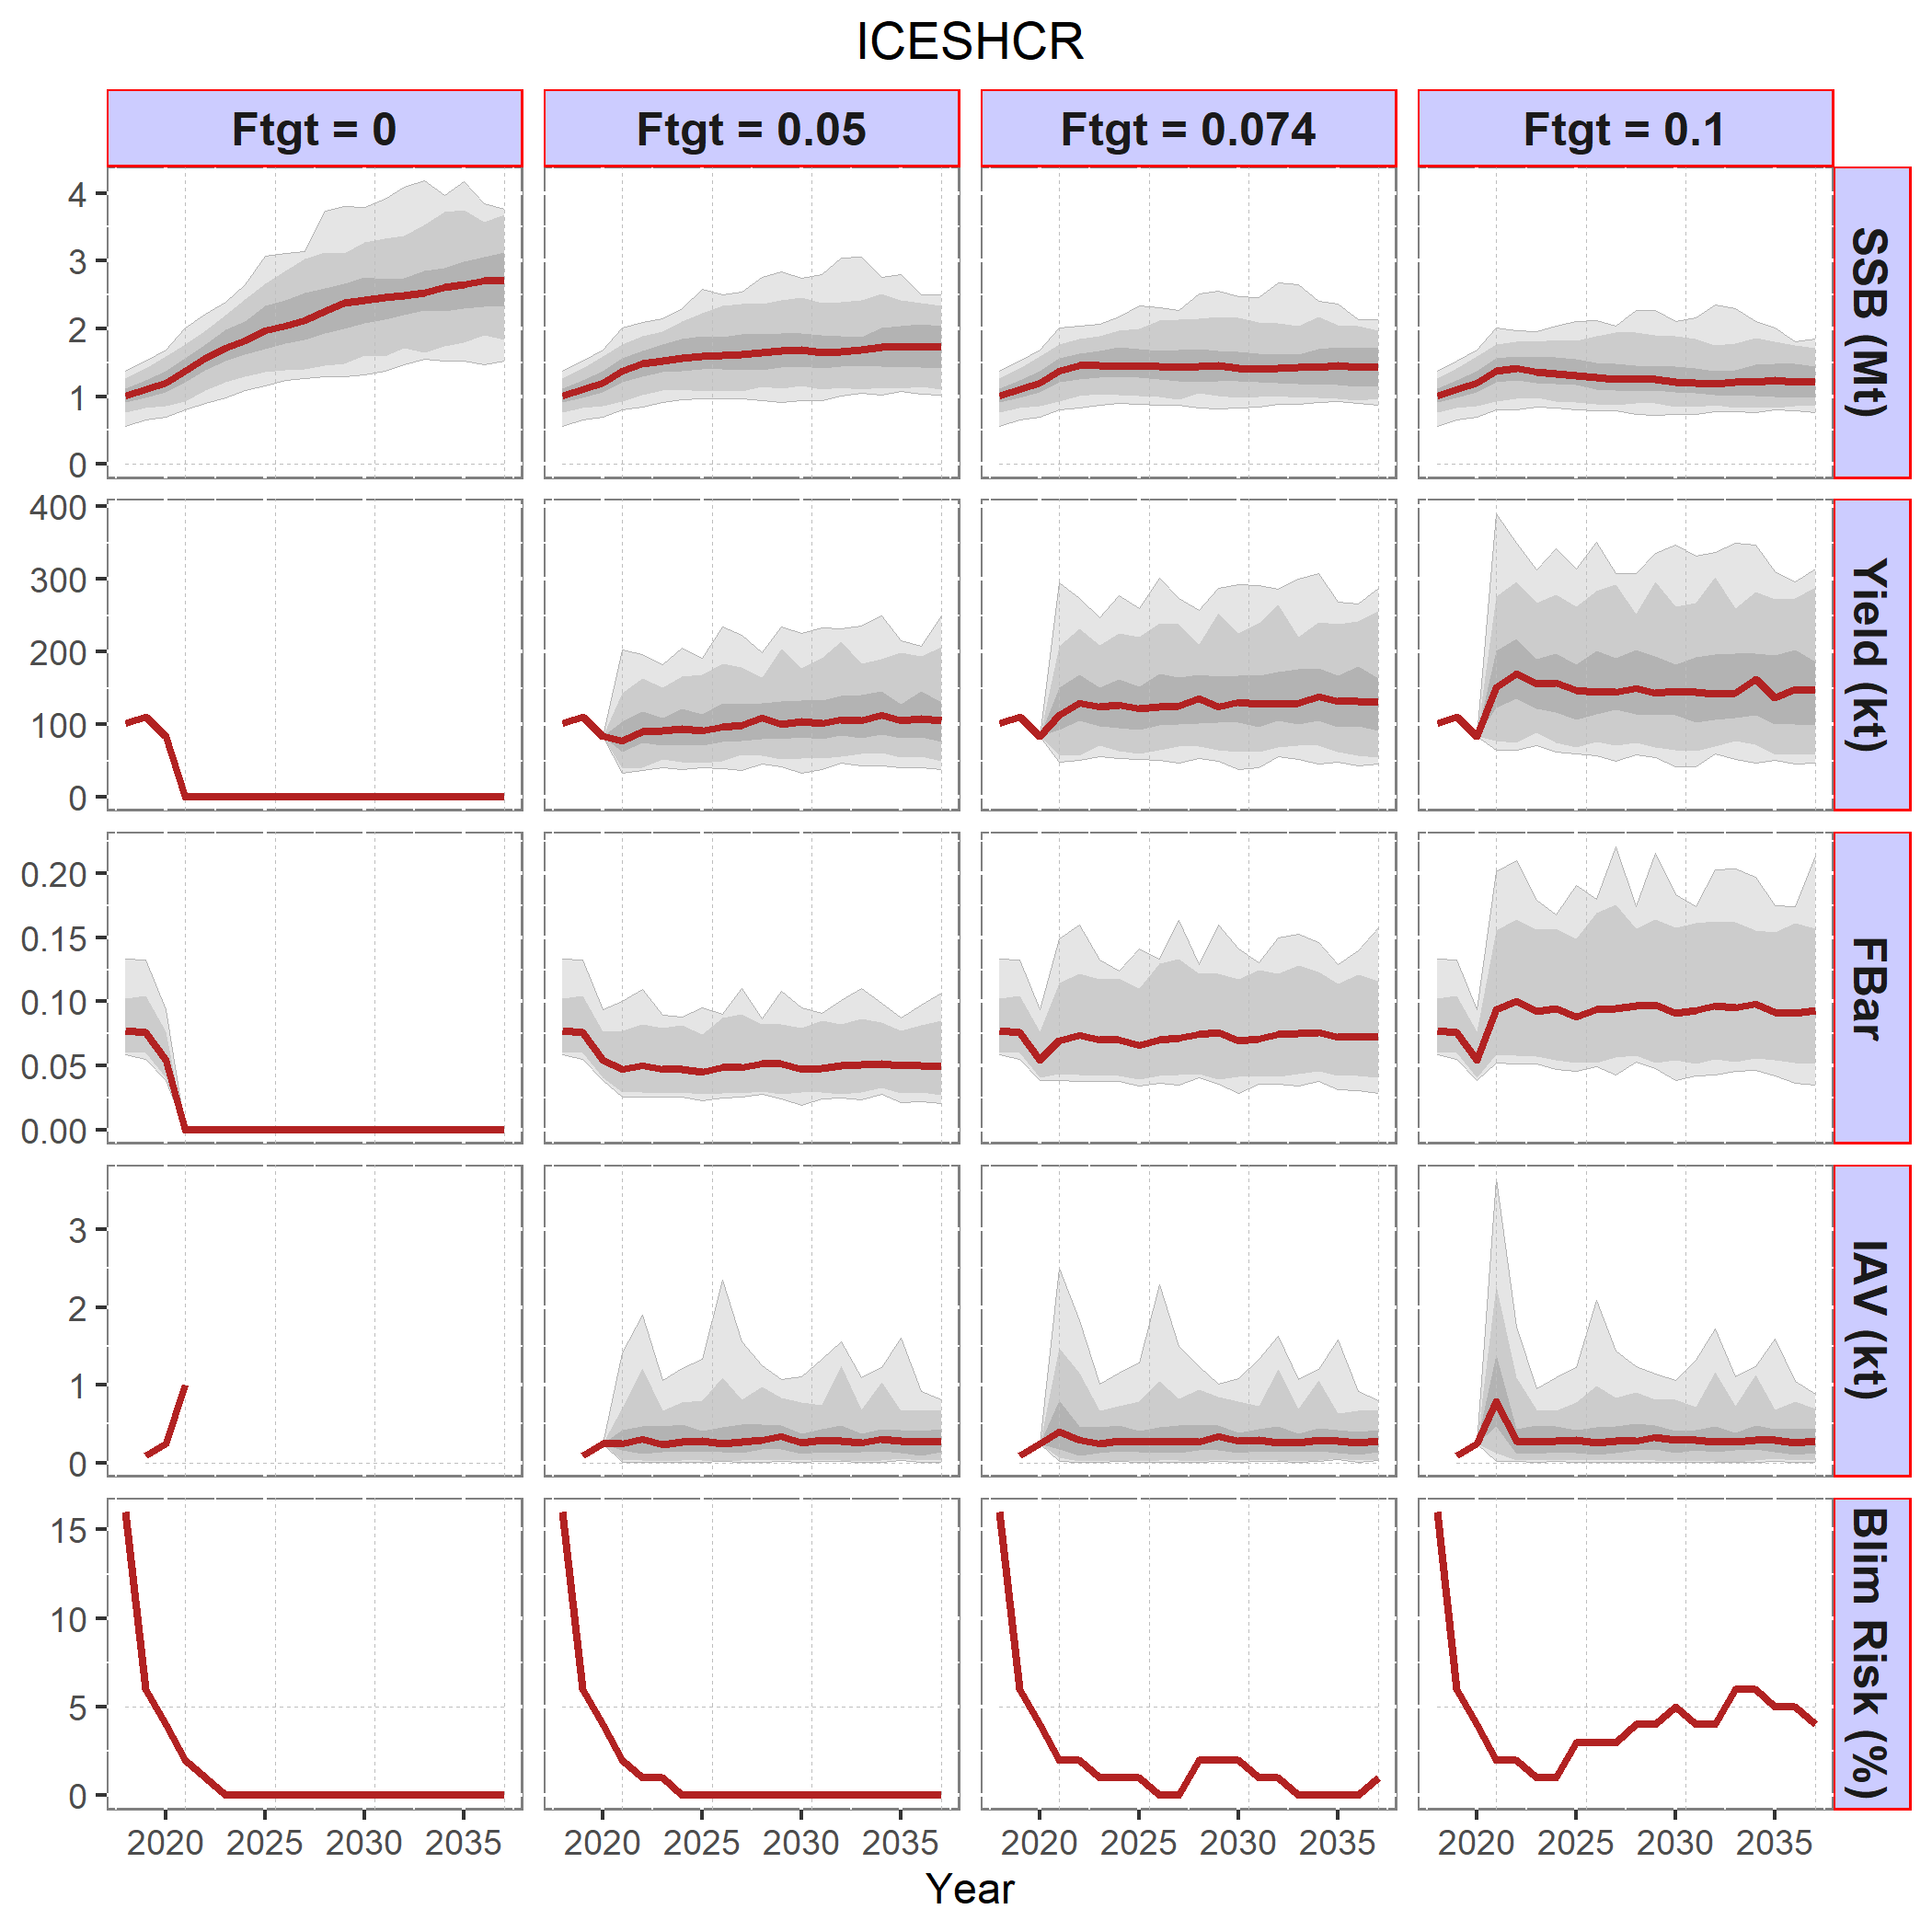 ICESHCR
Ftgt = 0
Ftgt = 0.05
Ftgt = 0.074
Ftgt = 0.1
4
3
2
1
0
SSB (Mt)
400
300
200
100
0
Yield (kt)
0.20
0.15
0.10
0.05
0.00
FBar
3
2
1
0
IAV (kt)
15
10
5
0
Blim Risk (%)
2020 2025 2030 2035
2020 2025 2030 2035
2020 2025 2030 2035
2020 2025 2030 2035
Year